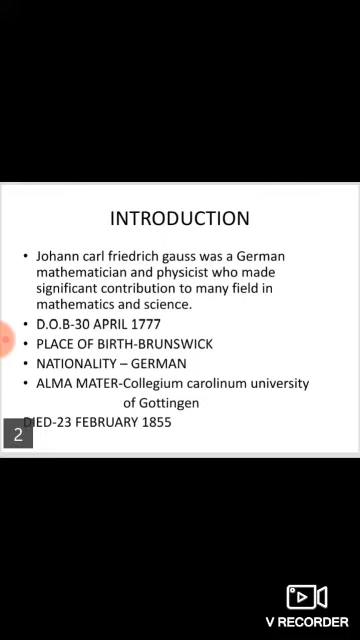 INTRODUCTION
• Johann carl friedrich gauss was a German
mathematician and physicist who made
significant contribution to many field in
mathematics and science.
• D.O.B-30 APRIL 1777
• PLACE OF BIRTH-BRUNSWICK
• NATIONALITY – GERMAN
• ALMA MATER-Collegium carolinum university
of Gottingen
DIED-23 FEBRUARY 1855
2
V RECORDER